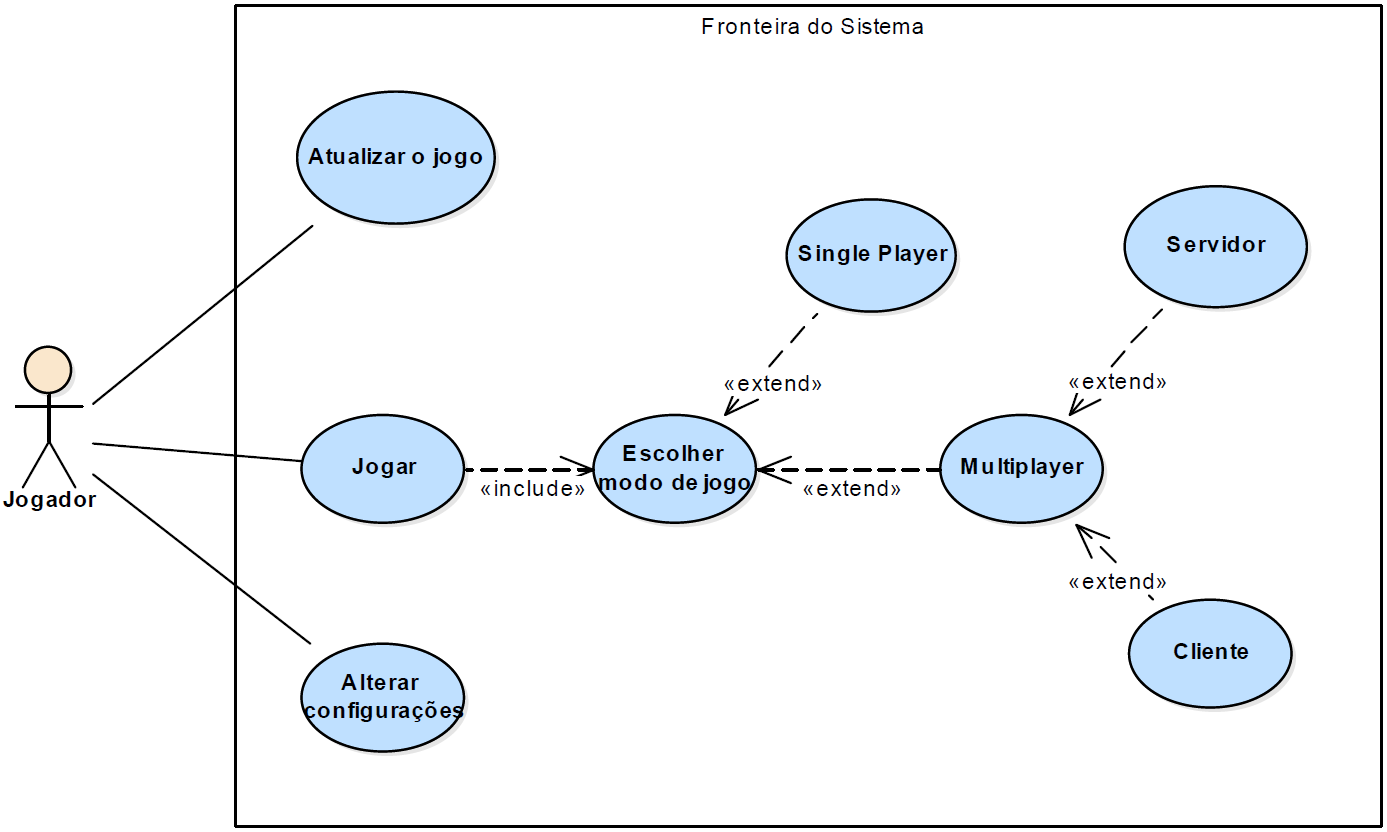 Fronteira do Sistema
Atualizar o jogo
Single Player
Servidor
«extend»
«extend»
Jogador
Jogar
«include»
Escolher
modo de jogo
«extend»
Multiplayer
«extend»
Cliente
Alterar
configurações